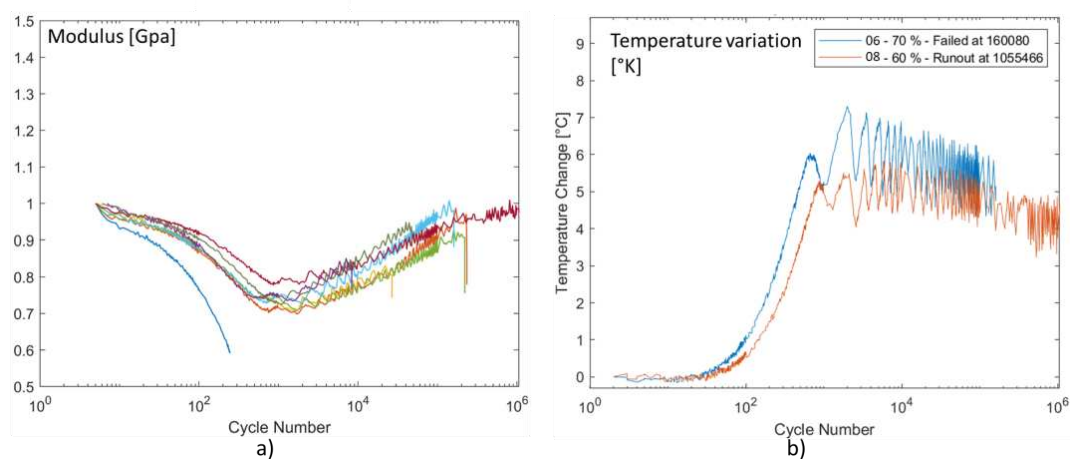 Modulus [Gpa]
1.5
1.4
1.3
1.2
1.1
1
0.9
0.8
0.7
0.6
0.5
10^0
10^2
10^4
10^6
Cycle Number
a)
Temperature variation
[°K]
06 - 70 % - Failed at 160080
08 - 60 % - Runout at 1055466
Temperature Change [°C]
9
8
7
6
5
4
3
2
1
0
10^0
10^2
10^4
10^6
Cycle Number
b)